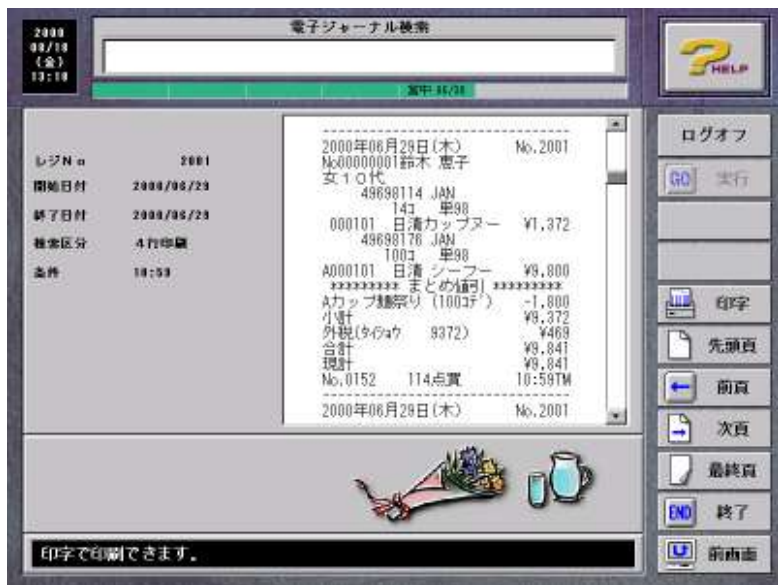 2000
08/18
(金)
13:18
電子ジャーナル検索
営中 06/30
HELP
レジNo 2001
開始日付 2000/06/29
終了日付 2000/06/29
検索区分 4行印刷
条件 10:59
2000年06月29日(木) No.2001
No00000001鈴木 恵子
女10代
49698114 JAN
14コ 単98
000101 日清カップヌー ¥1,372
49698176 JAN
100コ 単98
A000101 日清 シーフー ¥9,800
********* まとめ値引 *********
Aカップ麺祭り (100コデ) -1,800
小計 ¥9,372
外税(タイショウ 9372) ¥469
合計 ¥9,841
現計 ¥9,841
No.0152 114点買 10:59TM
2000年06月29日(木) No.2001
ログオフ
GO 実行
印字
先頭頁
前頁
次頁
最終頁
END 終了
前画面
印字で印刷できます。